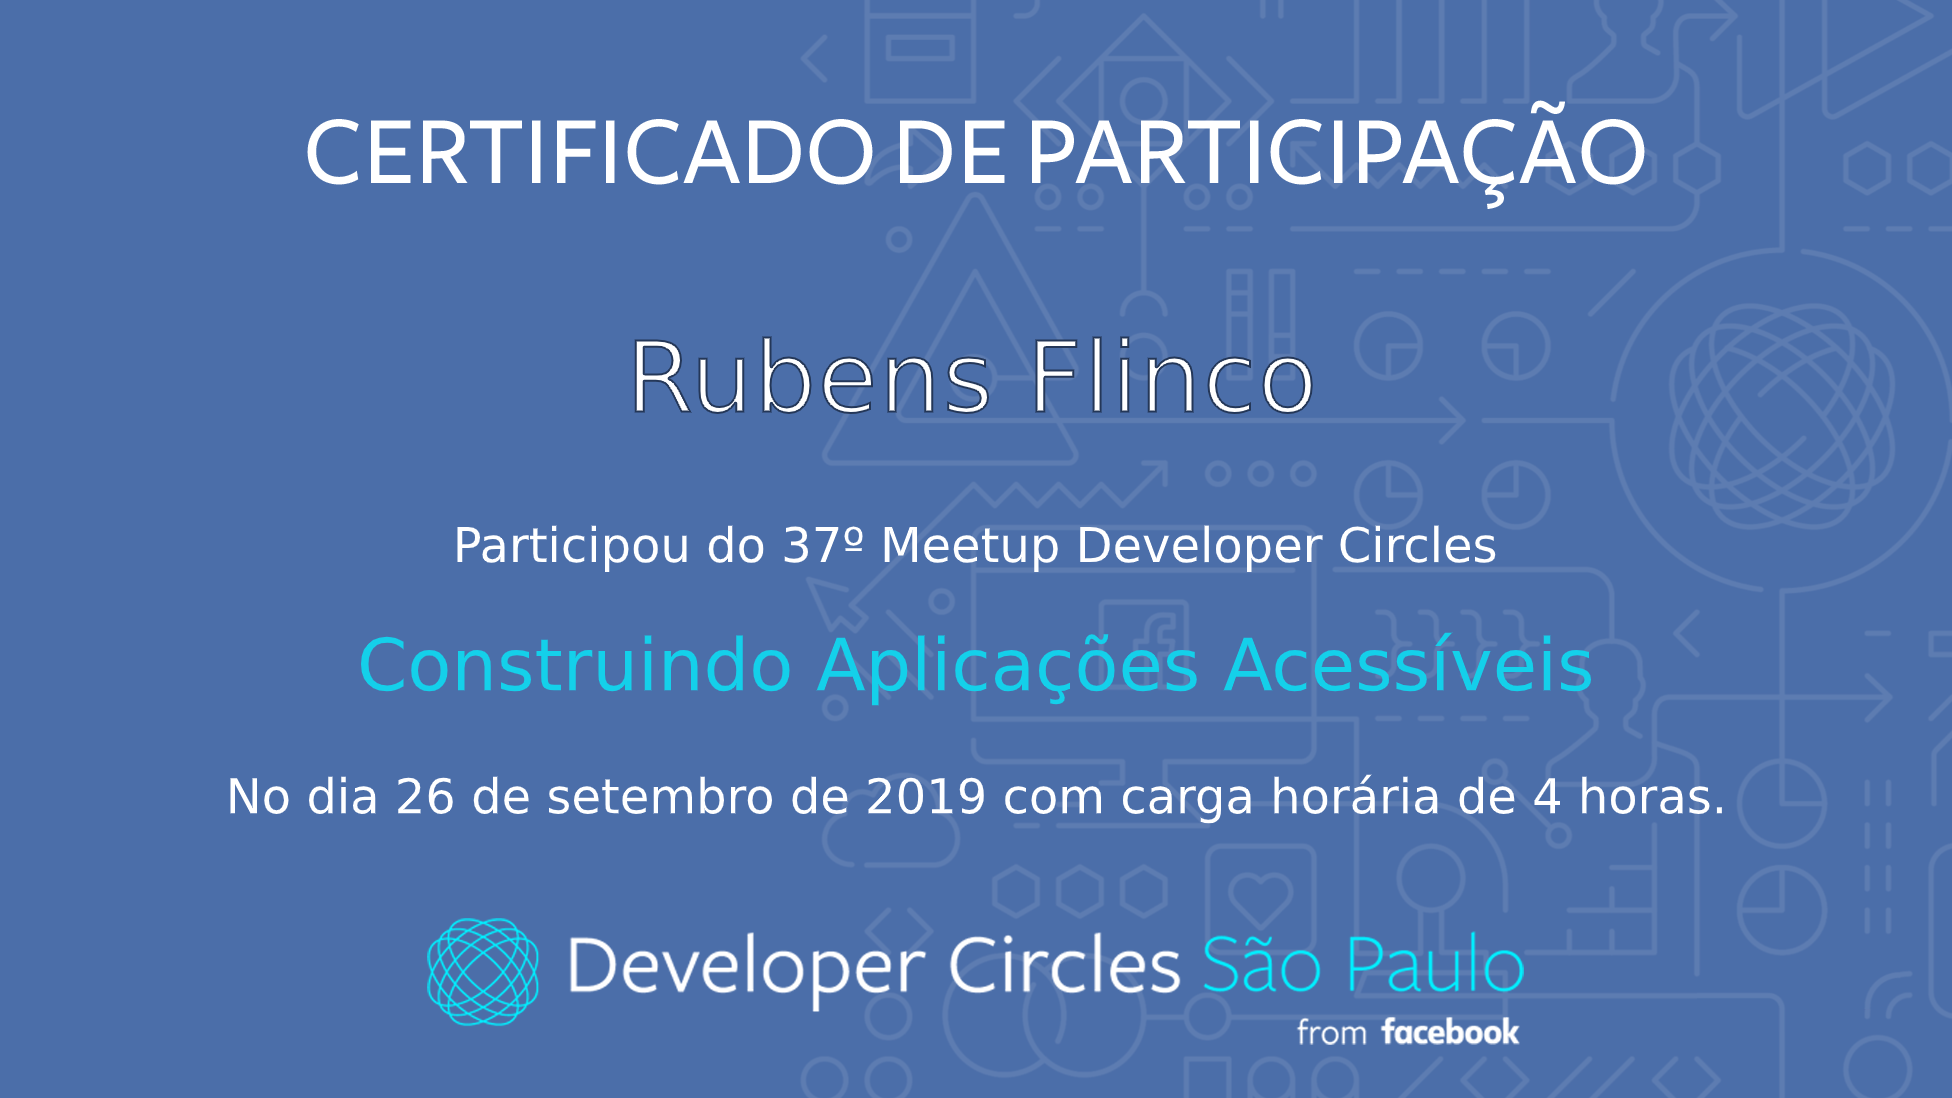 CERTIFICADO DE PARTICIPAÇÃO
Rubens Flinco
Participou do 37º Meetup Developer Circles
Construindo Aplicações Acessíveis
No dia 26 de setembro de 2019 com carga horária de 4 horas.
Developer Circles São Paulo
from facebook